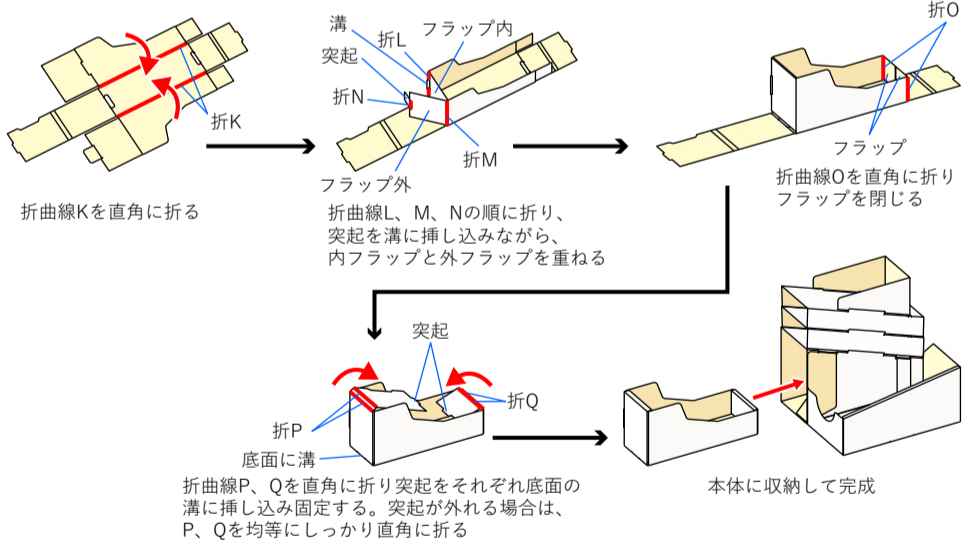 折K
折曲線Kを直角に折る
溝
突起
折L
フラップ内
折N
折M
フラップ外
折曲線L、M、Nの順に折り、
突起を溝に挿し込みながら、
内フラップと外フラップを重ねる
折O
フラップ
折曲線Oを直角に折り
フラップを閉じる
突起
折P
折Q
底面に溝
折曲線P、Qを直角に折り突起をそれぞれ底面の
溝に挿し込み固定する。突起が外れる場合は、
P、Qを均等にしっかり直角に折る
本体に収納して完成